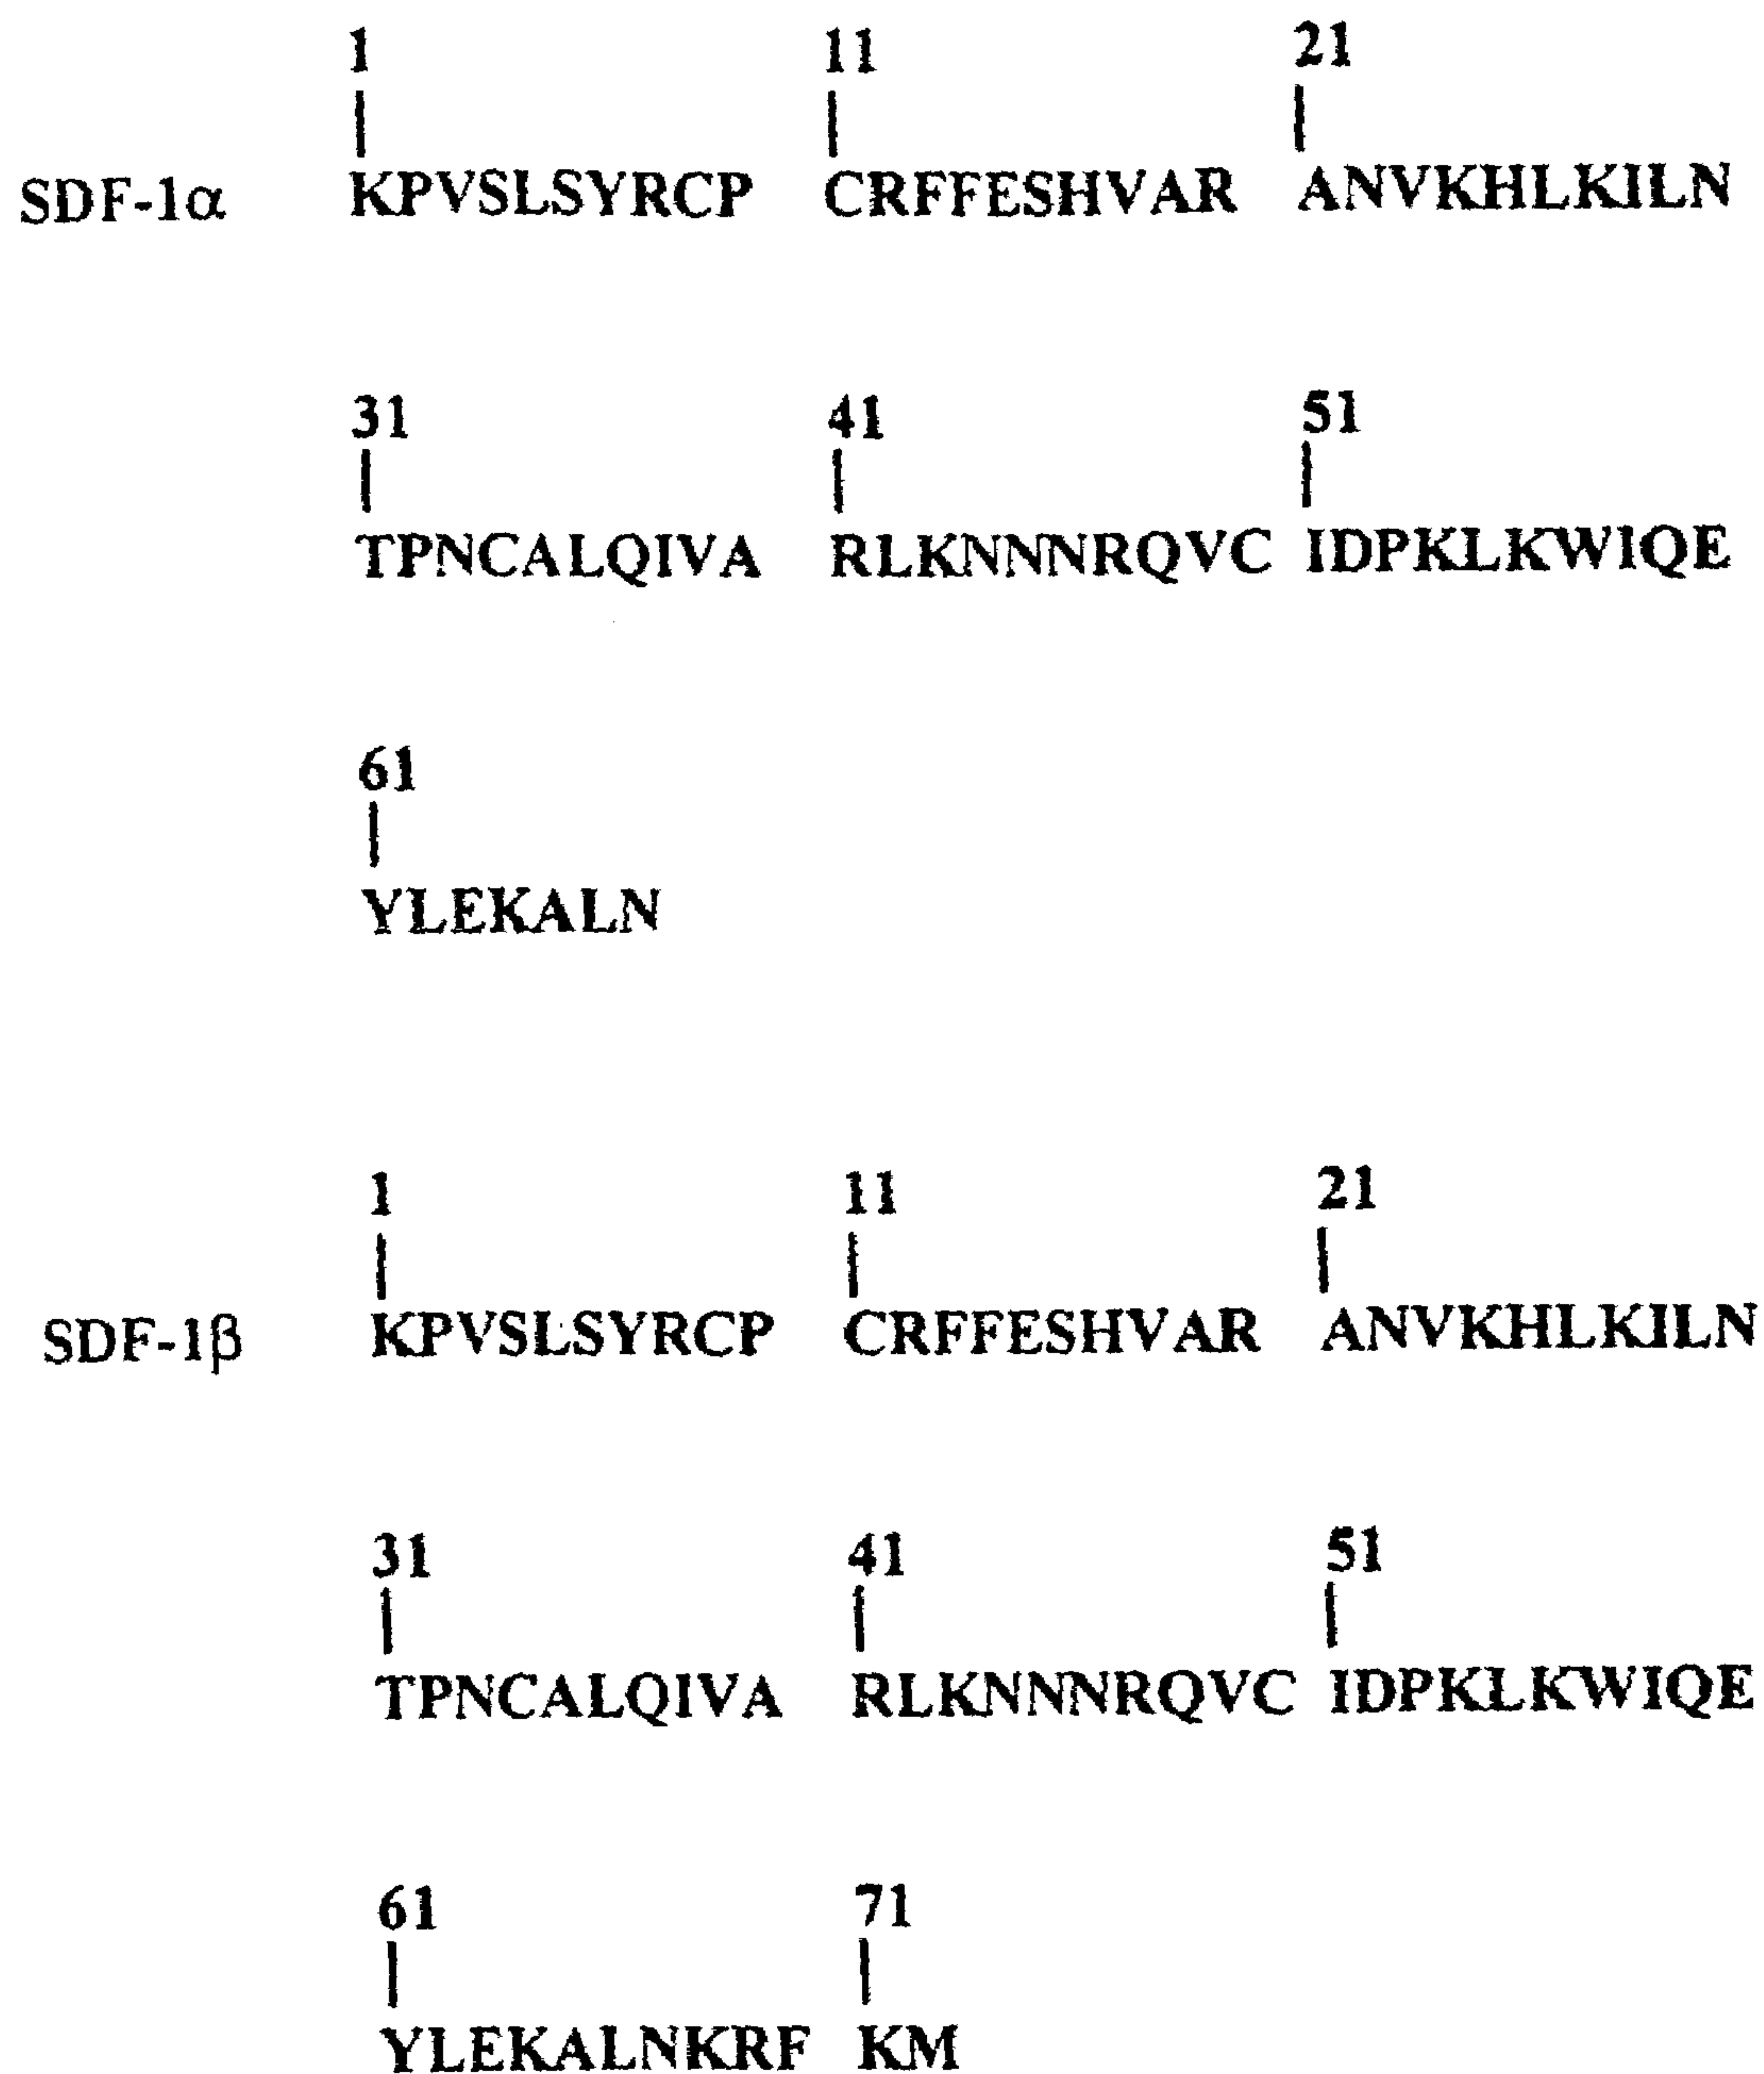 1 11 21
SDF-1α KPVSLSYRCP CRFFESHVAR ANVKHLKILN
31 41 51
TPNCALQIVA RLKNNNRQVC IDPKLKWIQE
61
YLEKALN
1 11 21
SDF-1β KPVSLSYRCP CRFFESHVAR ANVKHLKILN
31 41 51
TPNCALQIVA RLKNNNRQVC IDPKLKWIQE
61 71
YLEKALNKRF KM